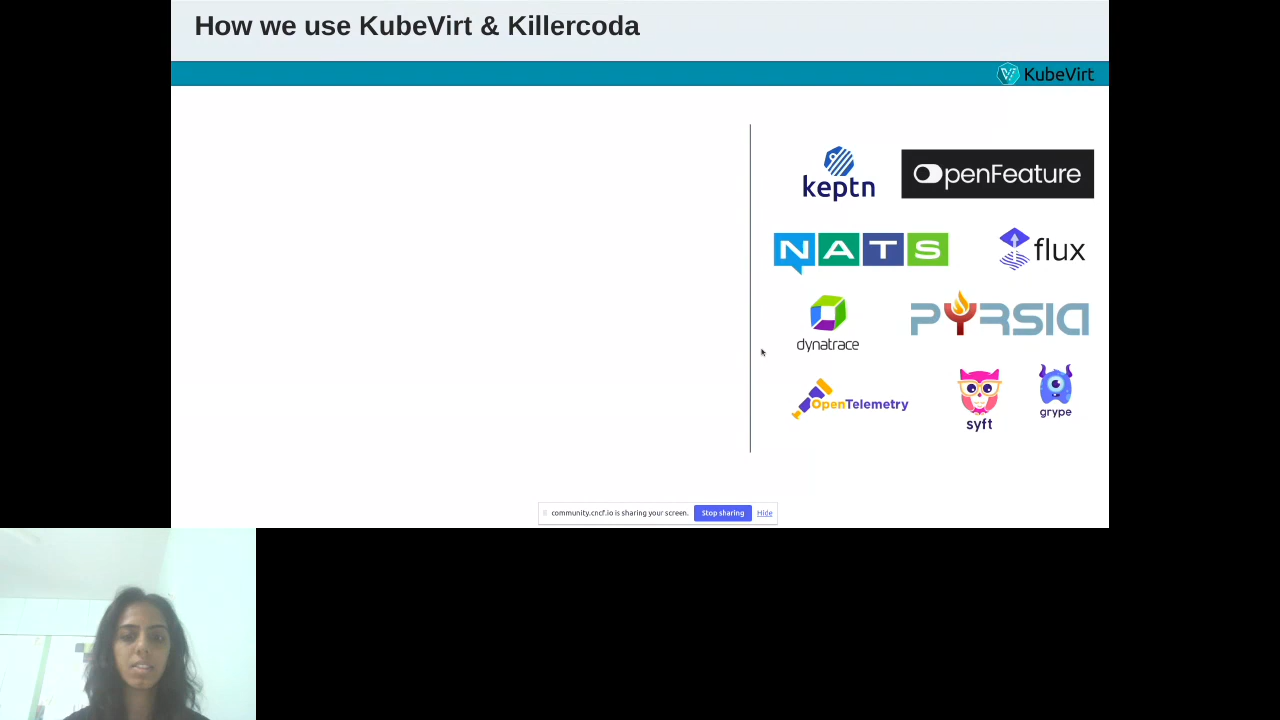 How we use KubeVirt & Killercoda
KubeVirt
keptn
OpenFeature
NATS
flux
dynatrace
PYRSIA
OpenTelemetry
syft
grype
community.cncf.io is sharing your screen.
Stop sharing
Hide